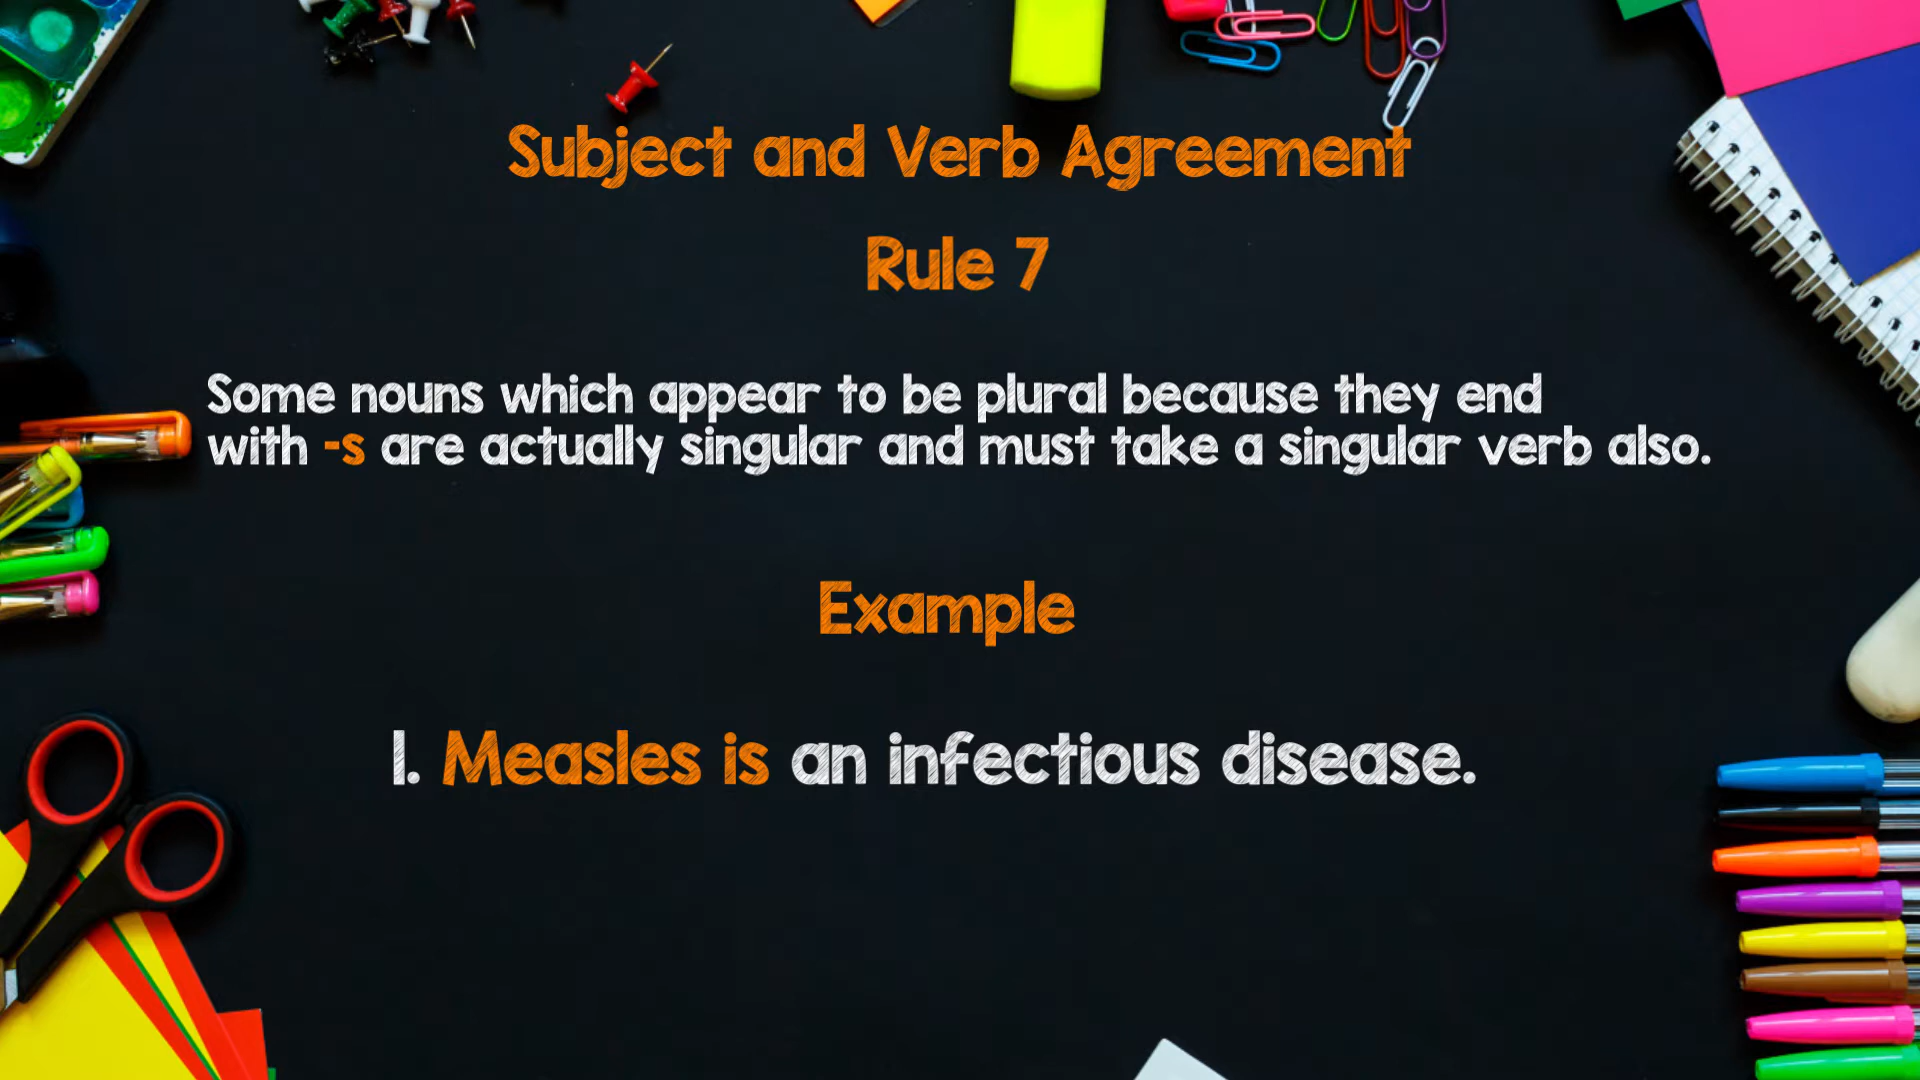 Subject and Verb Agreement
Rule 7
Some nouns which appear to be plural because they end
with -s are actually singular and must take a singular verb also.
Example
1. Measles is an infectious disease.